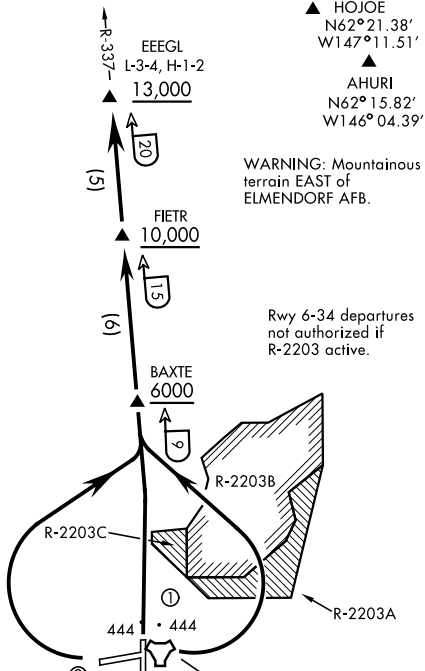 R-337
EEEGL
L-3-4, H-1-2
13,000
20
(5)
FIETR
10,000
15
(6)
BAXTE
6000
9
HOJOE
N62°21.38'
W147°11.51'
AHURI
N62°15.82'
W146°04.39'
WARNING: Mountainous
terrain EAST of
ELMENDORF AFB.
Rwy 6-34 departures
not authorized if
R-2203 active.
R-2203B
R-2203C
R-2203A
1
444
444